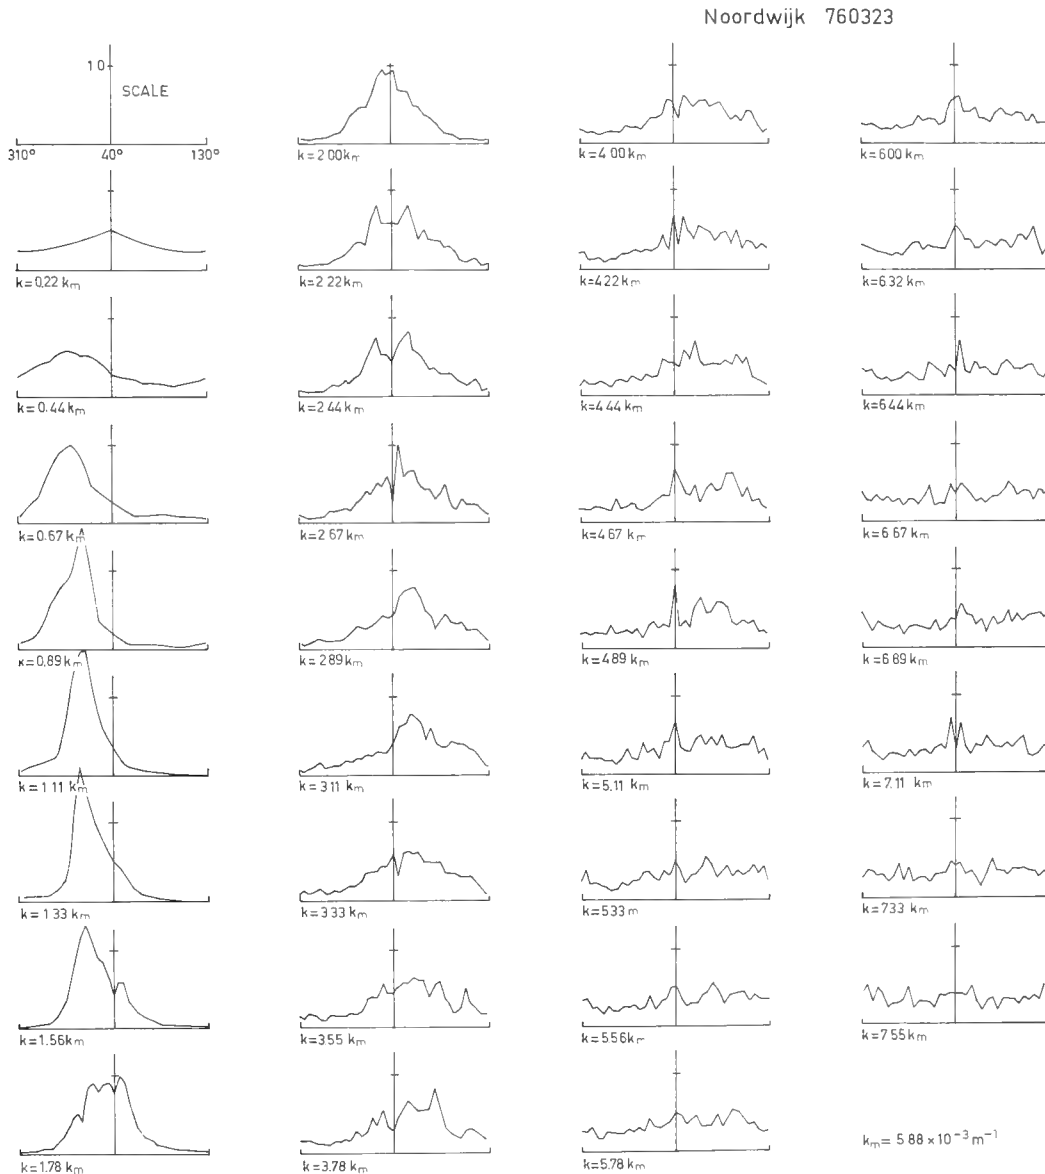 Noordwijk 760323
1.0
SCALE
310° 40° 130°
k=0.22 km
k=0.44 km
k=0.67 km
k=0.89 km
k=1.11 km
k=1.33 km
k=1.56km
k=1.78 km
k=2.00 km
k=2.22 km
k=2.44 km
k=2.67 km
k=2.89 km
k=3.11 km
k=3.33 km
k=3.55 km
k=3.78 km
k=4.00 km
k=4.22 km
k=4.44 km
k=4.67 km
k=4.89 km
k=5.11 km
k=5.33 m
k=5.56km
k=5.78 km
k=6.00 km
k=6.32 km
k=6.44 km
k=6.67 km
k=6.89 km
k=7.11 km
k=7.33 km
k=7.55 km
km = 5.88 × 10⁻³ m⁻¹